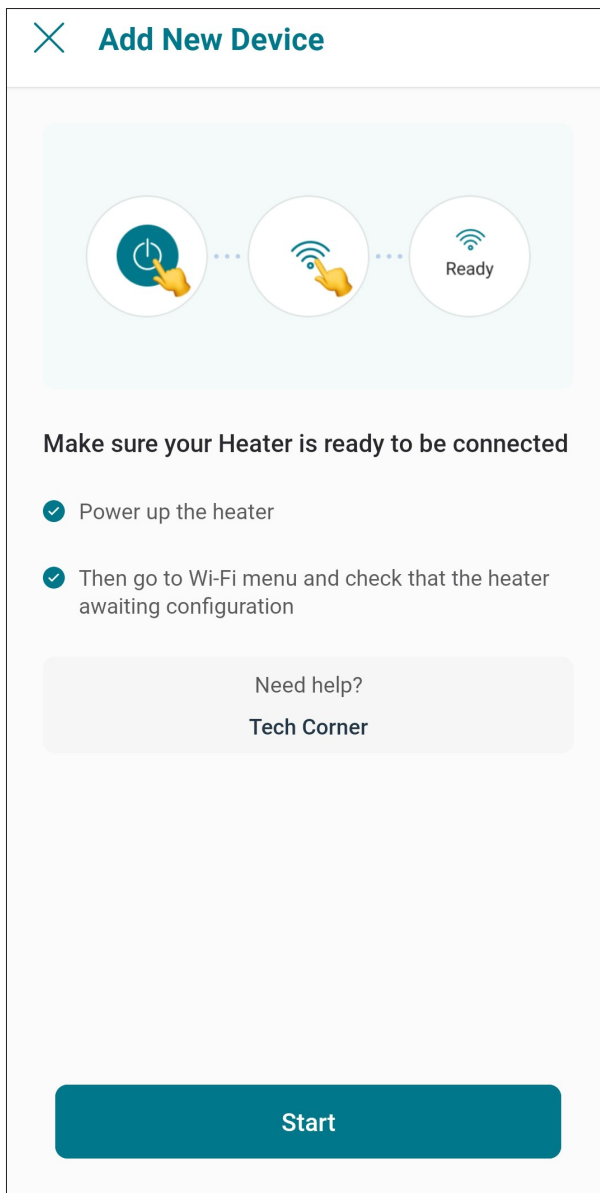 Add New Device
Ready
Make sure your Heater is ready to be connected
Power up the heater
Then go to Wi-Fi menu and check that the heater
awaiting configuration
Need help?
Tech Corner
Start